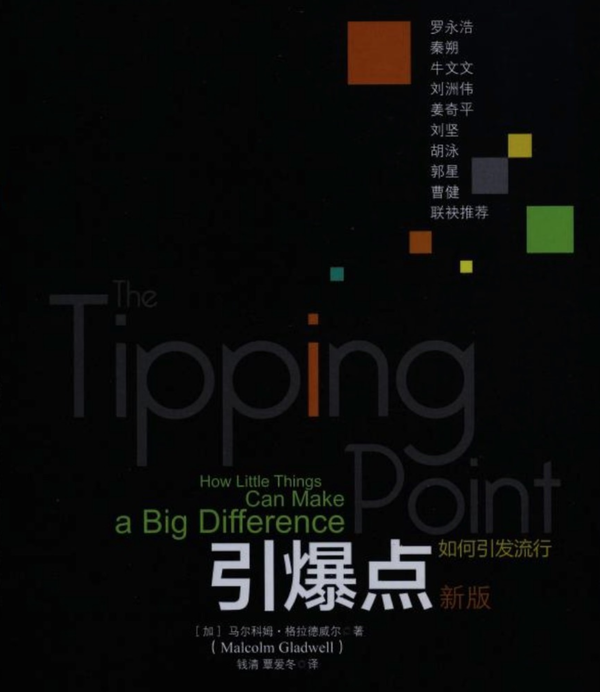 罗永浩
秦朔
牛文文
刘洲伟
姜奇平
刘坚
胡泳
郭星
曹健
联袂推荐
The
Tipping
Point
How Little Things
Can Make
a Big Difference
引爆点
如何引发流行
新版
[加] 马尔科姆·格拉德威尔◎著
(Malcolm Gladwell)
钱清 覃爱冬◎译